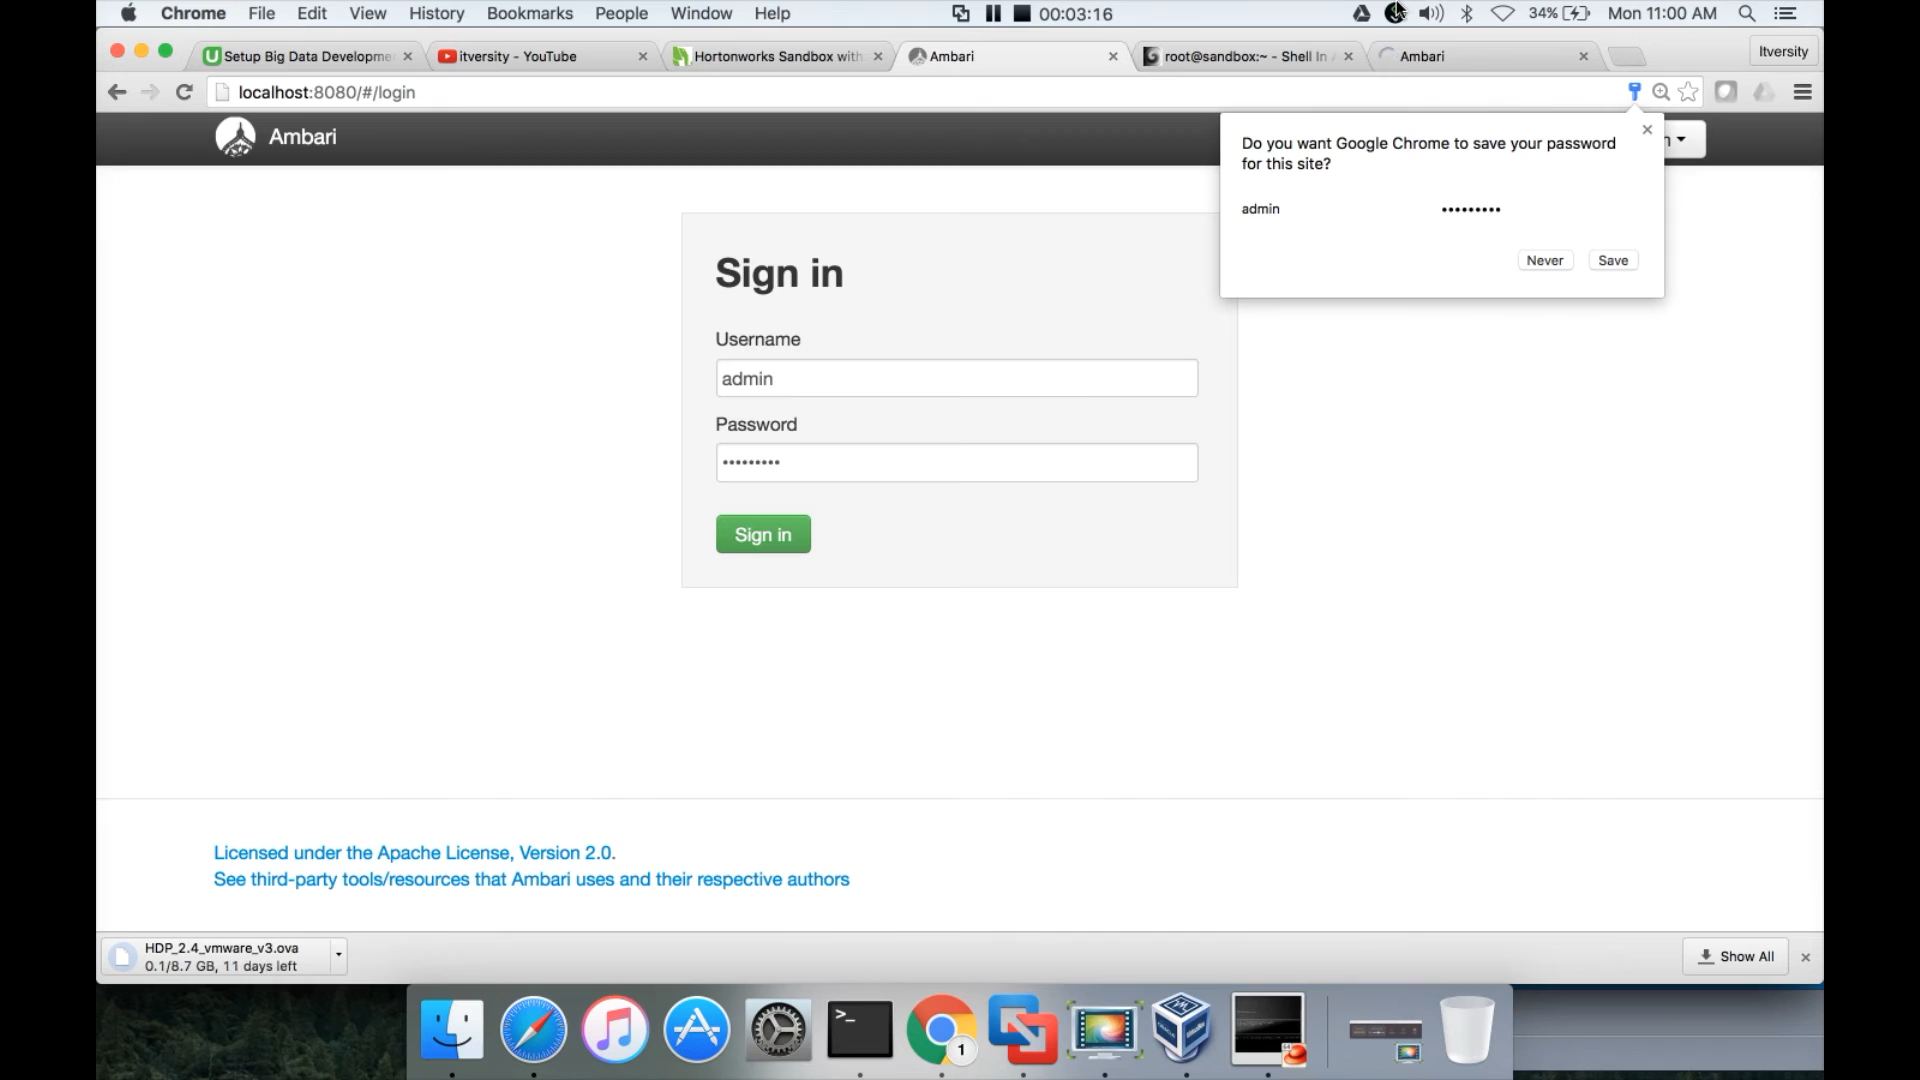 Chrome File Edit View History Bookmarks People Window Help 00:03:16 34% Mon 11:00 AM
Setup Big Data Developme itversity - YouTube Hortonworks Sandbox with Ambari root@sandbox:~ - Shell In Ambari Itversity
localhost:8080/#/login
Ambari
Do you want Google Chrome to save your password
for this site?
admin •••••••••
Never Save
Sign in
Username
admin
Password
•••••••••
Sign in
Licensed under the Apache License, Version 2.0.
See third-party tools/resources that Ambari uses and their respective authors
HDP_2.4_vmware_v3.ova
0.1/8.7 GB, 11 days left
Show All
>_
1